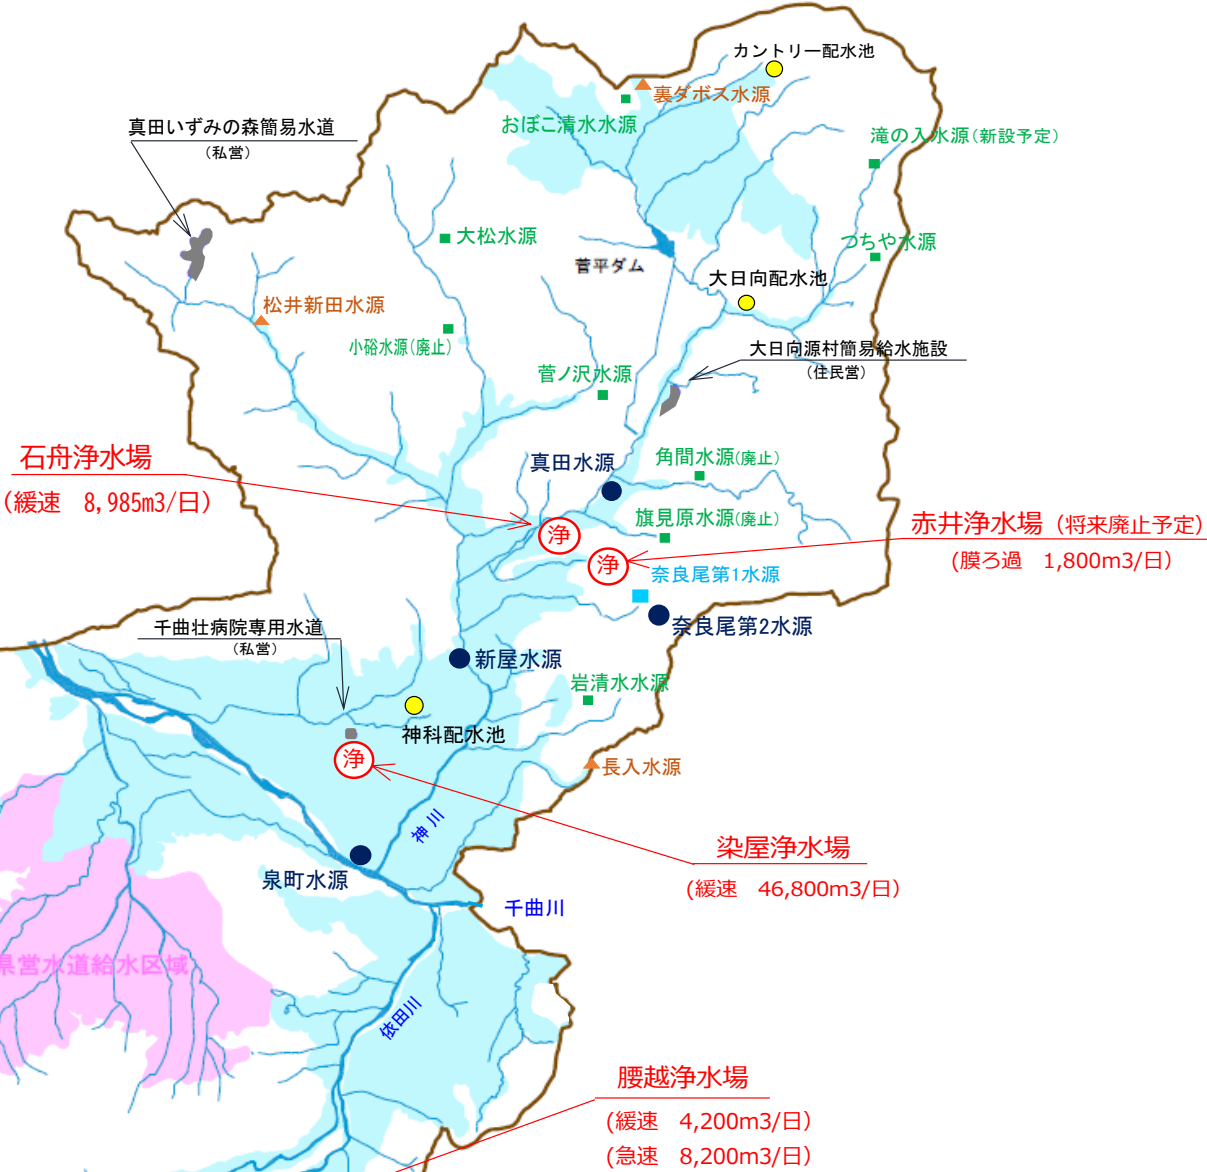 カントリー配水池
裏ダボス水源
おぼこ清水水源
真田いずみの森簡易水道
（私営）
滝の入水源（新設予定）
大松水源
つちや水源
菅平ダム
大日向配水池
松井新田水源
小硲水源（廃止）
大日向源村簡易給水施設
（住民営）
菅ノ沢水源
石舟浄水場
（緩速　8,985m3/日）
真田水源
角間水源（廃止）
旗見原水源（廃止）
赤井浄水場（将来廃止予定）
(膜ろ過　1,800m3/日）
浄
浄
奈良尾第1水源
奈良尾第2水源
千曲壮病院専用水道
（私営）
新屋水源
岩清水水源
神科配水池
浄
長入水源
神川
染屋浄水場
(緩速　46,800m3/日）
泉町水源
千曲川
県営水道給水区域
依田川
腰越浄水場
(緩速　4,200m3/日）
(急速　8,200m3/日）